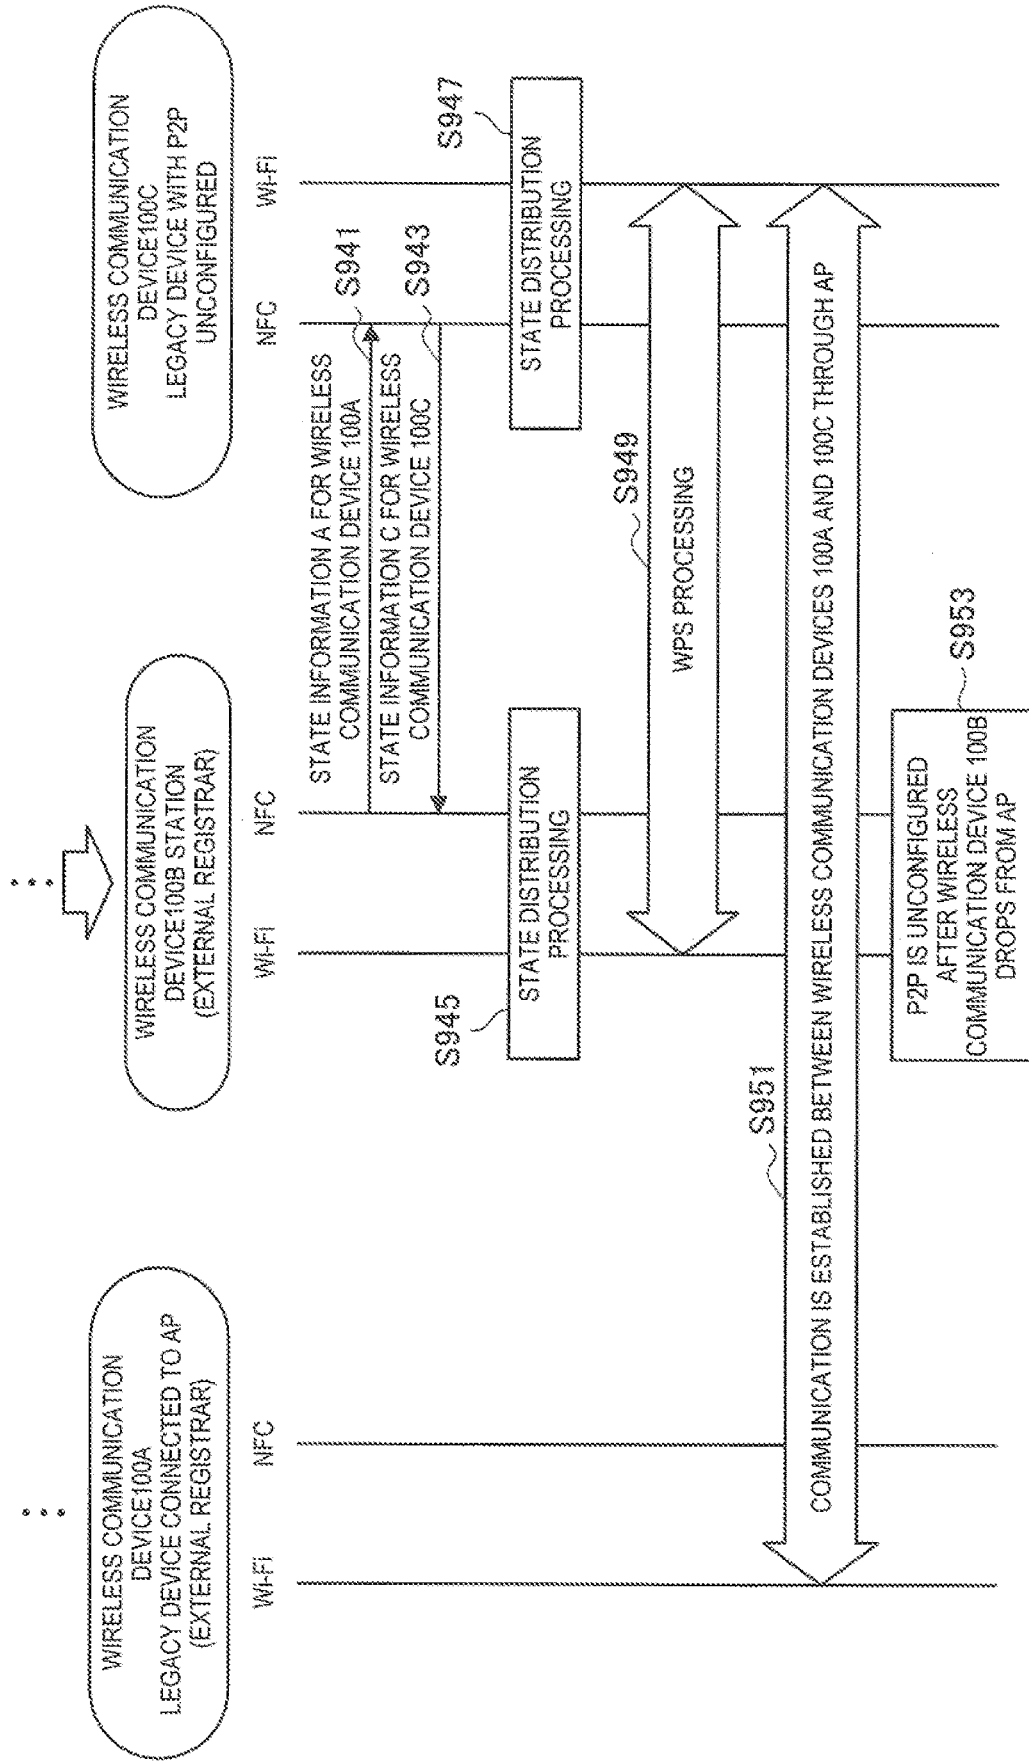 WIRELESS COMMUNICATION
DEVICE100A
LEGACY DEVICE CONNECTED TO AP
(EXTERNAL REGISTRAR)
Wi-Fi
NFC
WIRELESS COMMUNICATION
DEVICE100B STATION
(EXTERNAL REGISTRAR)
Wi-Fi
NFC
WIRELESS COMMUNICATION
DEVICE100C
LEGACY DEVICE WITH P2P
UNCONFIGURED
NFC
Wi-Fi
STATE INFORMATION A FOR WIRELESS
COMMUNICATION DEVICE 100A
S941
STATE INFORMATION C FOR WIRELESS
COMMUNICATION DEVICE 100C
S943
S945
STATE DISTRIBUTION
PROCESSING
STATE DISTRIBUTION
PROCESSING
S947
S949
WPS PROCESSING
S951
COMMUNICATION IS ESTABLISHED BETWEEN WIRELESS COMMUNICATION DEVICES 100A AND 100C THROUGH AP
P2P IS UNCONFIGURED
AFTER WIRELESS
COMMUNICATION DEVICE 100B
DROPS FROM AP
S953